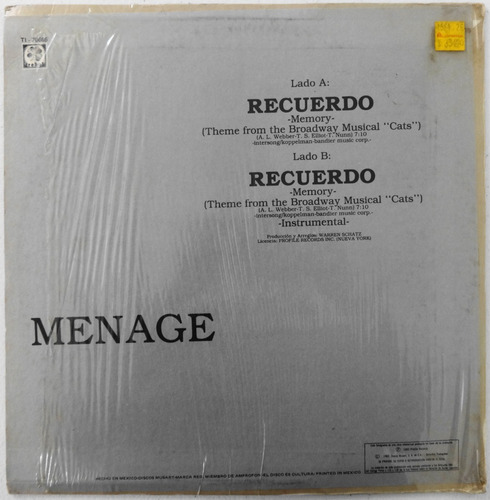 Lado A:
RECUERDO
-Memory-
(Theme from the Broadway Musical "Cats")
(A. L. Webber-T. S. Elliot-T. Nunn) 7:10
-intersong/koppelman-bandier music corp.-
Lado B:
RECUERDO
-Memory-
(Theme from the Broadway Musical "Cats")
(A. L. Webber-T. S. Elliot-T. Nunn) 7:10
-intersong/koppelman-bandier music corp.-
-Instrumental-
Producción y Arreglos: WARREN SCHATZ
Licencia: PROFILE RECORDS INC. (NUEVA YORK)
MENAGE